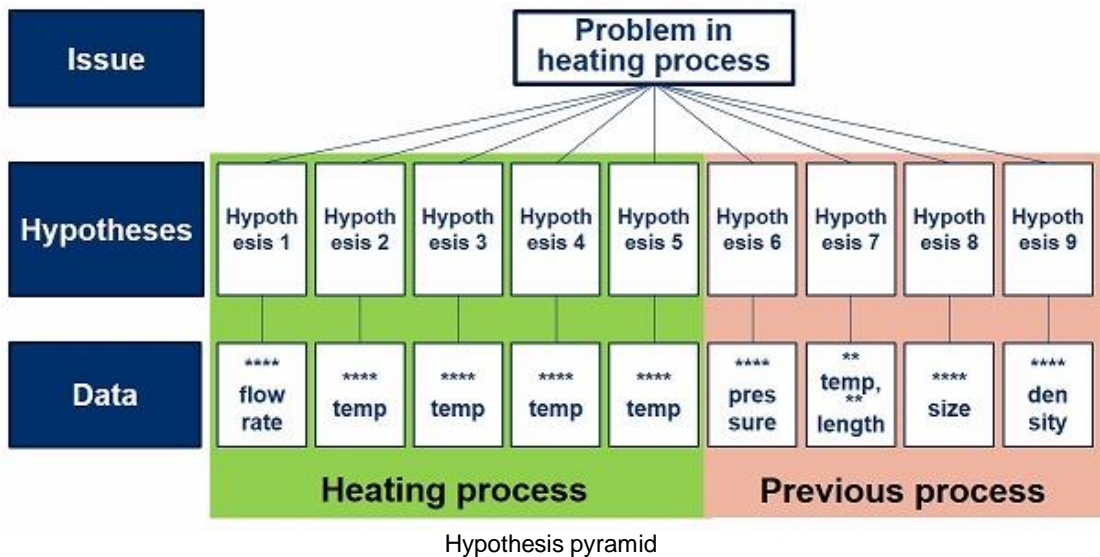 Issue
Problem in
heating process
Hypotheses
Hypoth
esis 1
Hypoth
esis 2
Hypoth
esis 3
Hypoth
esis 4
Hypoth
esis 5
Hypoth
esis 6
Hypoth
esis 7
Hypoth
esis 8
Hypoth
esis 9
Data
****
flow
rate
****
temp
****
temp
****
temp
****
temp
****
pres
sure
**
temp,
**
length
****
size
****
den
sity
Heating process
Previous process
Hypothesis pyramid